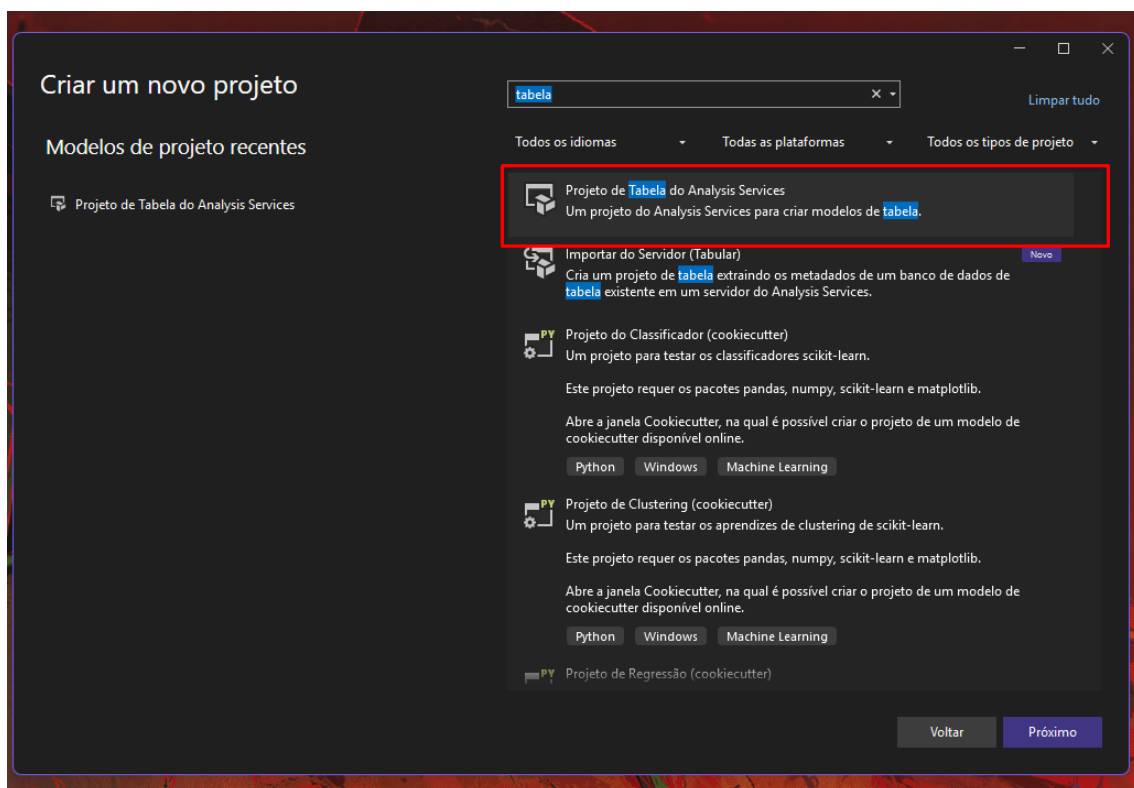 Criar um novo projeto
tabela
Limpar tudo
Modelos de projeto recentes
Todos os idiomas
Todas as plataformas
Todos os tipos de projeto
Projeto de Tabela do Analysis Services
Projeto de Tabela do Analysis Services
Um projeto do Analysis Services para criar modelos de tabela.
Importar do Servidor (Tabular)
Novo
Cria um projeto de tabela extraindo os metadados de um banco de dados de
tabela existente em um servidor do Analysis Services.
PY
Projeto do Classificador (cookiecutter)
Um projeto para testar os classificadores scikit-learn.
Este projeto requer os pacotes pandas, numpy, scikit-learn e matplotlib.
Abre a janela Cookiecutter, na qual é possível criar o projeto de um modelo de
cookiecutter disponível online.
Python
Windows
Machine Learning
PY
Projeto de Clustering (cookiecutter)
Um projeto para testar os aprendizes de clustering de scikit-learn.
Este projeto requer os pacotes pandas, numpy, scikit-learn e matplotlib.
Abre a janela Cookiecutter, na qual é possível criar o projeto de um modelo de
cookiecutter disponível online.
Python
Windows
Machine Learning
PY
Projeto de Regressão (cookiecutter)
Voltar
Próximo